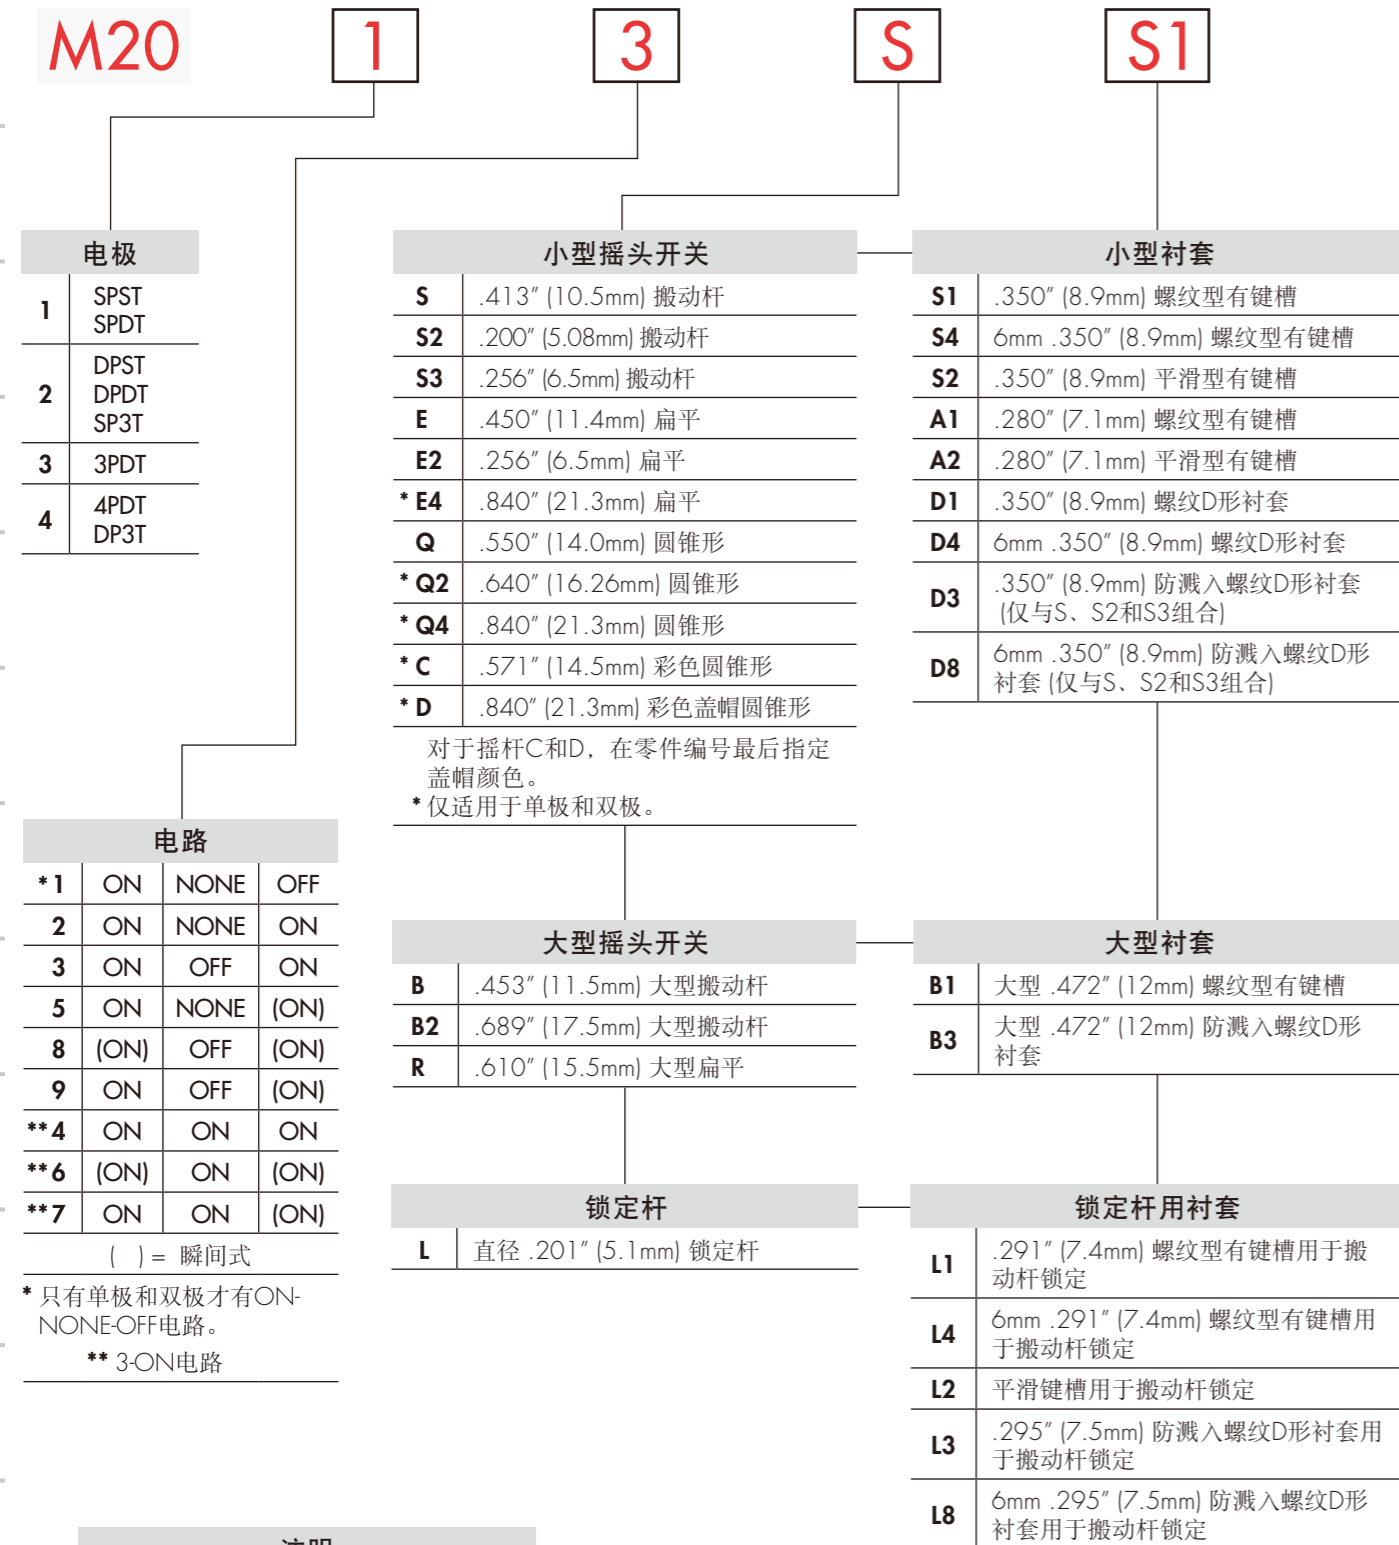 M20 1 3 S S1
电极
1 SPST
SPDT
2 DPST
DPDT
SP3T
3 3PDT
4 4PDT
DP3T
小型摇头开关
S .413" (10.5mm) 搬动杆
S2 .200" (5.08mm) 搬动杆
S3 .256" (6.5mm) 搬动杆
E .450" (11.4mm) 扁平
E2 .256" (6.5mm) 扁平
* E4 .840" (21.3mm) 扁平
Q .550" (14.0mm) 圆锥形
* Q2 .640" (16.26mm) 圆锥形
* Q4 .840" (21.3mm) 圆锥形
* C .571" (14.5mm) 彩色圆锥形
* D .840" (21.3mm) 彩色盖帽圆锥形
对于摇杆C和D，在零件编号最后指定
盖帽颜色。
* 仅适用于单极和双极。
小型衬套
S1 .350" (8.9mm) 螺纹型有键槽
S4 6mm .350" (8.9mm) 螺纹型有键槽
S2 .350" (8.9mm) 平滑型有键槽
A1 .280" (7.1mm) 螺纹型有键槽
A2 .280" (7.1mm) 平滑型有键槽
D1 .350" (8.9mm) 螺纹D形衬套
D4 6mm .350" (8.9mm) 螺纹D形衬套
D3 .350" (8.9mm) 防溅入螺纹D形衬套
(仅与S、S2和S3组合)
D8 6mm .350" (8.9mm) 防溅入螺纹D形
衬套 (仅与S、S2和S3组合)
电路
* 1 ON NONE OFF
2 ON NONE ON
3 ON OFF ON
5 ON NONE (ON)
8 (ON) OFF (ON)
9 ON OFF (ON)
** 4 ON ON ON
** 6 (ON) ON (ON)
** 7 ON ON (ON)
( ) = 瞬间式
* 只有单极和双极才有ON-
NONE-OFF电路。
** 3-ON电路
大型摇头开关
B .453" (11.5mm) 大型搬动杆
B2 .689" (17.5mm) 大型搬动杆
R .610" (15.5mm) 大型扁平
大型衬套
B1 大型 .472" (12mm) 螺纹型有键槽
B3 大型 .472" (12mm) 防溅入螺纹D形
衬套
锁定杆
L 直径 .201" (5.1mm) 锁定杆
锁定杆用衬套
L1 .291" (7.4mm) 螺纹型有键槽用于搬
动杆锁定
L4 6mm .291" (7.4mm) 螺纹型有键槽用
于搬动杆锁定
L2 平滑键槽用于搬动杆锁定
L3 .295" (7.5mm) 防溅入螺纹D形衬套用
于搬动杆锁定
L8 6mm .295" (7.5mm) 防溅入螺纹D形
衬套用于搬动杆锁定